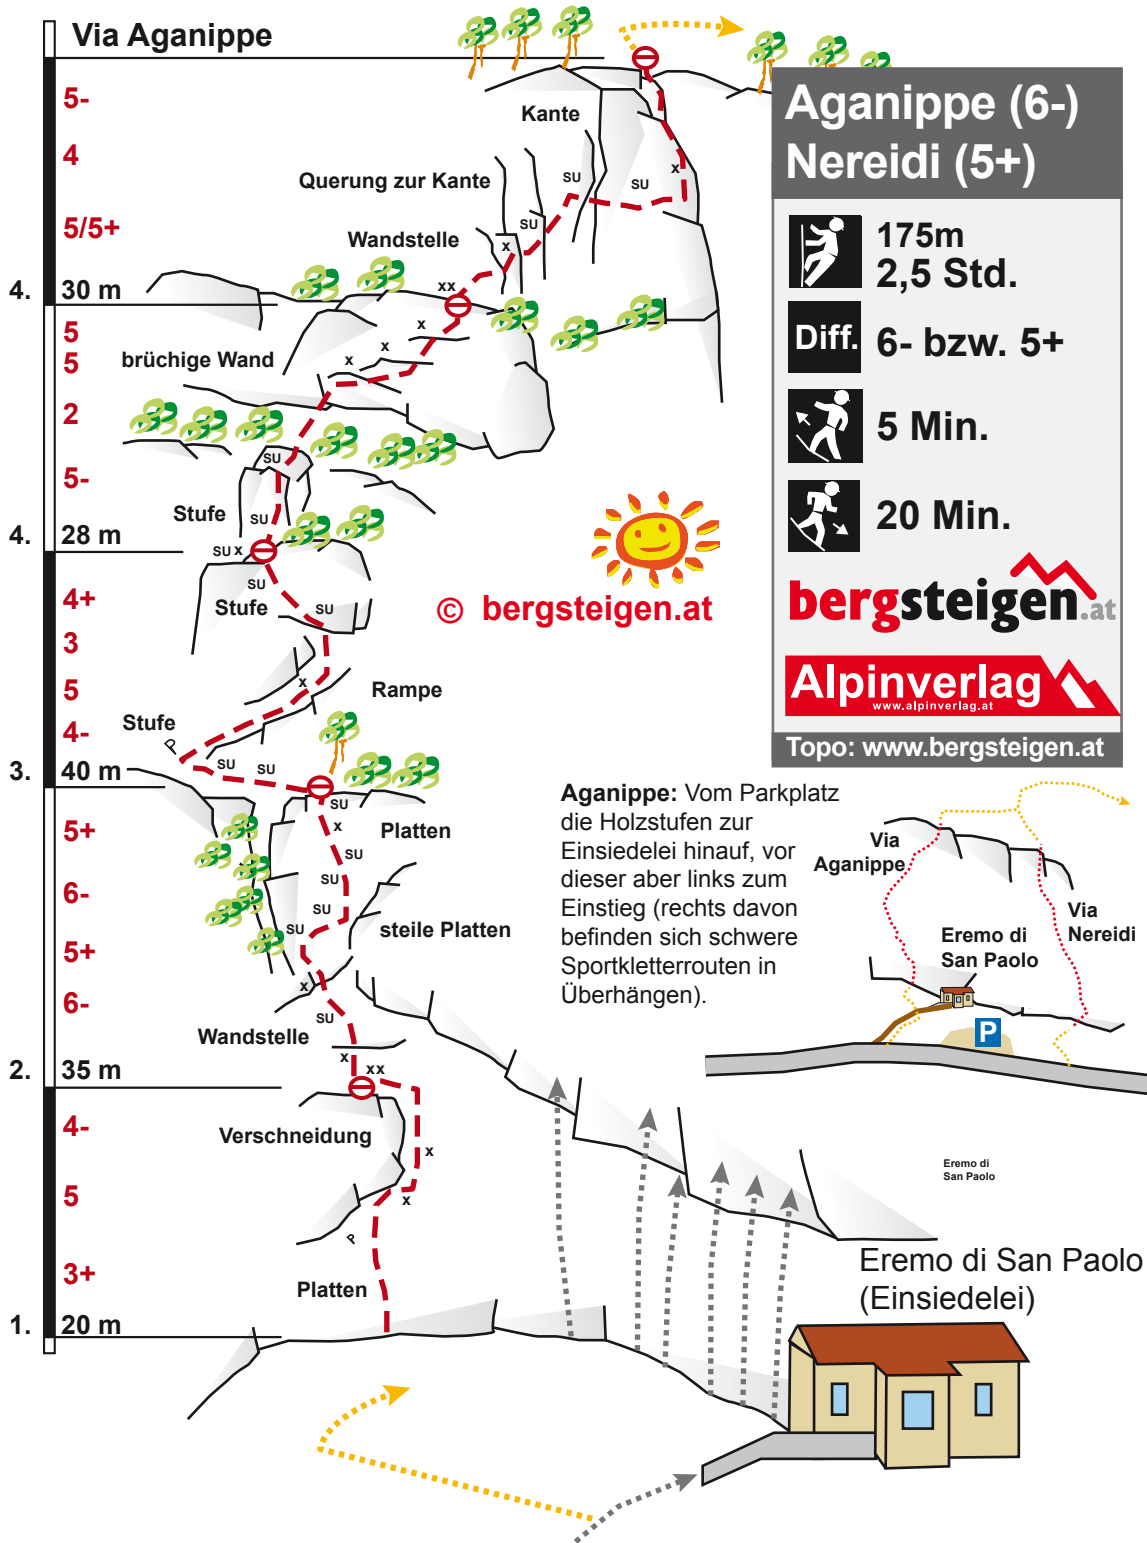 Via Aganippe
5-
4
5/5+
4. 30 m
5
5
2
5-
4. 28 m
4+
3
5
4-
3. 40 m
5+
6-
5+
6-
2. 35 m
4-
5
3+
1. 20 m
Kante
SU
SU
x
Querung zur Kante
SU
Wandstelle
x
xx
x
x
x
brüchige Wand
SU
Stufe
SU
SU x
SU
Stufe
SU
x
Rampe
Stufe
P
SU
SU
SU
x
Platten
SU
SU
SU
SU
steile Platten
x
SU
Wandstelle
x
xx
Verschneidung
x
x
P
Platten
© bergsteigen.at
Aganippe (6-)
Nereidi (5+)
175m
2,5 Std.
Diff. 6- bzw. 5+
5 Min.
20 Min.
bergsteigen.at
Alpinverlag
www.alpinverlag.at
Topo: www.bergsteigen.at
Aganippe: Vom Parkplatz
die Holzstufen zur
Einsiedelei hinauf, vor
dieser aber links zum
Einstieg (rechts davon
befinden sich schwere
Sportkletterrouten in
Überhängen).
Via
Aganippe
Via
Nereidi
Eremo di
San Paolo
P
Eremo di
San Paolo
Eremo di San Paolo
(Einsiedelei)